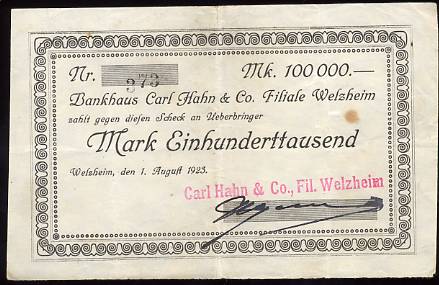 Nr. 373 Mk. 100 000.—
Bankhaus Carl Hahn & Co. Filiale Welzheim
zahlt gegen diesen Scheck an Ueberbringer
Mark Einhunderttausend
Welzheim, den 1. August 1923.
Carl Hahn & Co., Fil. Welzheim